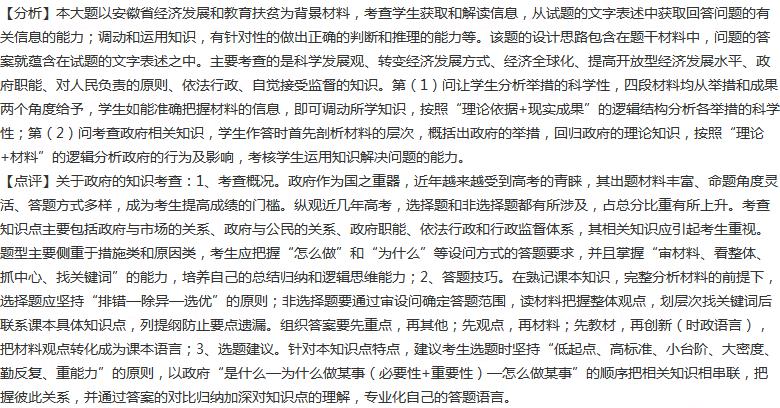 【分析】本大题以安徽省经济发展和教育扶贫为背景材料，考查学生获取和解读信息，从试题的文字表述中获取回答问题的有
关信息的能力；调动和运用知识，有针对性的做出正确的判断和推理的能力等。该题的设计思路包含在题干材料中，问题的答
案就蕴含在试题的文字表述之中。主要考查的是科学发展观、转变经济发展方式、经济全球化、提高开放型经济发展水平、政
府职能、对人民负责的原则、依法行政、自觉接受监督的知识。第（1）问让学生分析举措的科学性，四段材料均从举措和成果
两个角度给予，学生如能准确把握材料的信息，即可调动所学知识，按照“理论依据+现实成果”的逻辑结构分析各举措的科学
性；第（2）问考查政府相关知识，学生作答时首先剖析材料的层次，概括出政府的举措，回归政府的理论知识，按照“理论
+材料”的逻辑分析政府的行为及影响，考核学生运用知识解决问题的能力。
【点评】关于政府的知识考查：1、考查概况。政府作为国之重器，近年越来越受到高考的青睐，其出题材料丰富、命题角度灵
活、答题方式多样，成为考生提高成绩的门槛。纵观近几年高考，选择题和非选择题都有所涉及，占总分比重有所上升。考查
知识点主要包括政府与市场的关系、政府与公民的关系、政府职能、依法行政和行政监督体系，其相关知识应引起考生重视。
题型主要侧重于措施类和原因类，考生应把握“怎么做”和“为什么”等设问方式的答题要求，并且掌握“审材料、看整体、
抓中心、找关键词”的能力，培养自己的总结归纳和逻辑思维能力；2、答题技巧。在熟记课本知识，完整分析材料的前提下，
选择题应坚持“排错—除异—选优”的原则；非选择题要通过审设问确定答题范围，读材料把握整体观点，划层次找关键词后
联系课本具体知识点，列提纲防止要点遗漏。组织答案要先重点，再其他；先观点，再材料；先教材，再创新（时政语言），
把材料观点转化成为课本语言；3、选题建议。针对本知识点特点，建议考生选题时坚持“低起点、高标准、小台阶、大密度、
勤反复、重能力”的原则，以政府“是什么—为什么做某事（必要性+重要性）—怎么做某事”的顺序把相关知识相串联，把
握彼此关系，并通过答案的对比归纳加深对知识点的理解，专业化自己的答题语言。